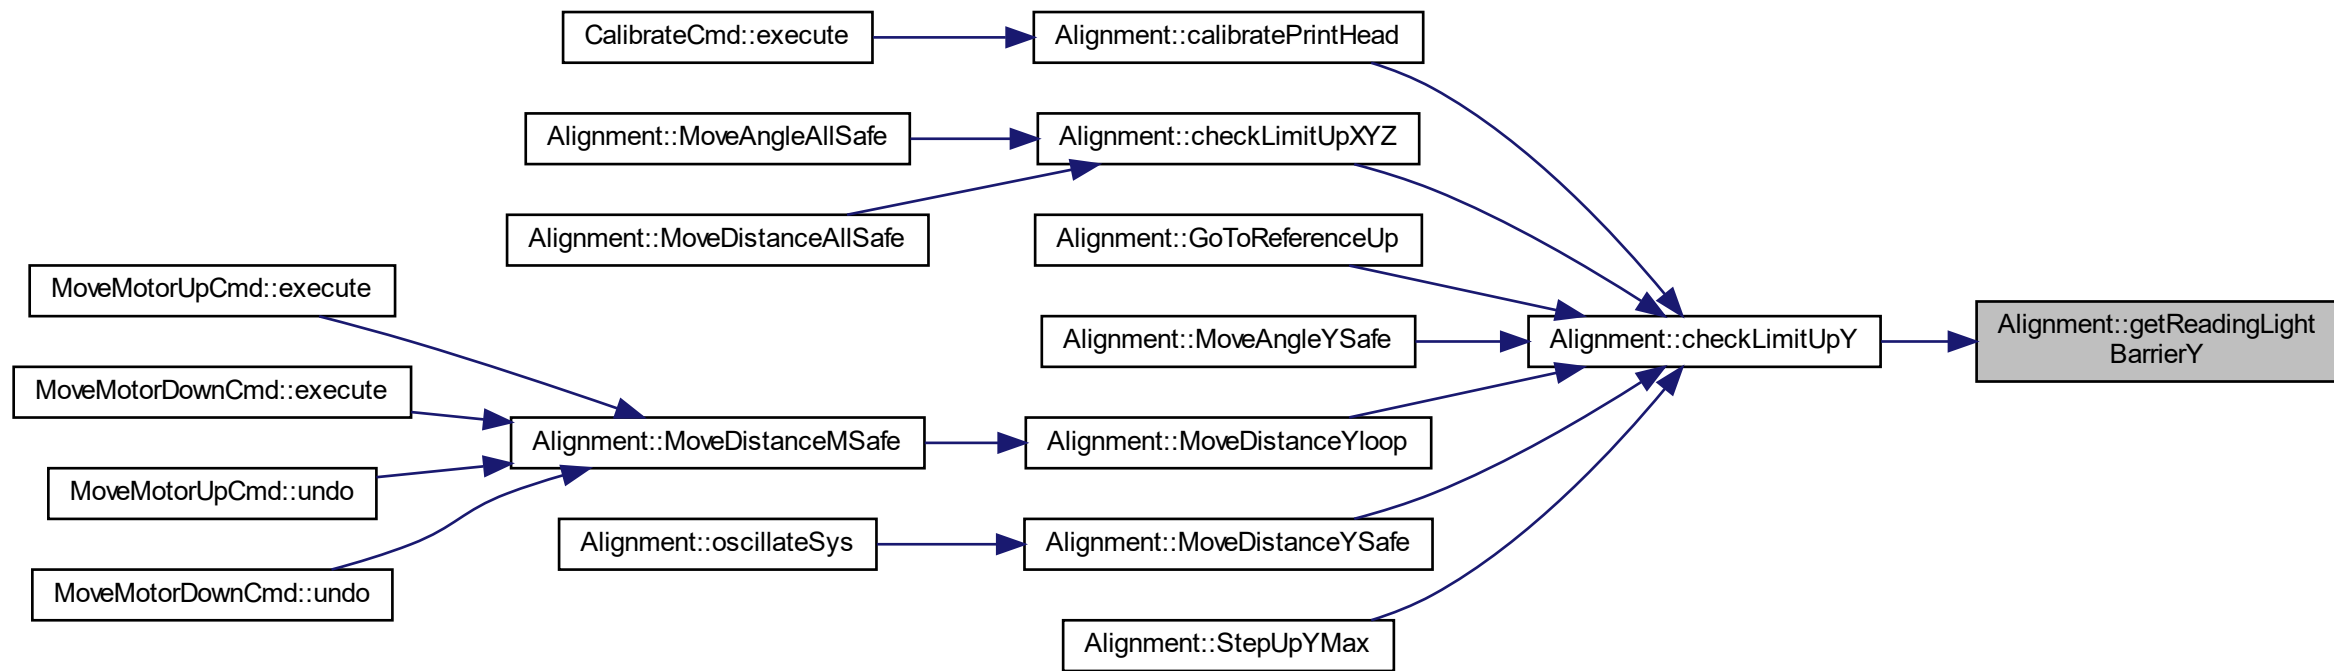 CalibrateCmd::execute
Alignment::calibratePrintHead
Alignment::MoveAngleAllSafe
Alignment::checkLimitUpXYZ
Alignment::MoveDistanceAllSafe
Alignment::GoToReferenceUp
MoveMotorUpCmd::execute
Alignment::MoveAngleYSafe
Alignment::checkLimitUpY
Alignment::getReadingLight
BarrierY
MoveMotorDownCmd::execute
Alignment::MoveDistanceMSafe
Alignment::MoveDistanceYloop
MoveMotorUpCmd::undo
Alignment::oscillateSys
Alignment::MoveDistanceYSafe
MoveMotorDownCmd::undo
Alignment::StepUpYMax